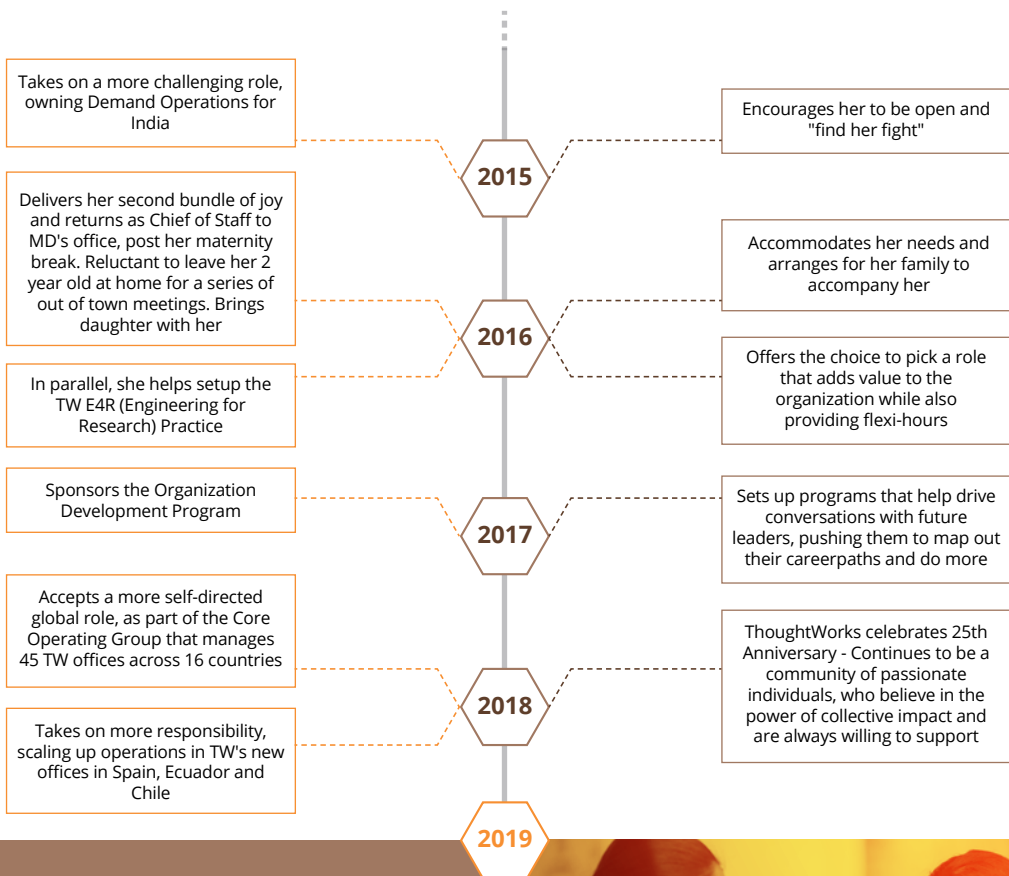 Takes on a more challenging role,
owning Demand Operations for
India
Encourages her to be open and
"find her fight"
2015
Delivers her second bundle of joy
and returns as Chief of Staff to
MD's office, post her maternity
break. Reluctant to leave her 2
year old at home for a series of
out of town meetings. Brings
daughter with her
Accommodates her needs and
arranges for her family to
accompany her
2016
In parallel, she helps setup the
TW E4R (Engineering for
Research) Practice
Offers the choice to pick a role
that adds value to the
organization while also
providing flexi-hours
Sponsors the Organization
Development Program
2017
Sets up programs that help drive
conversations with future
leaders, pushing them to map out
their careerpaths and do more
Accepts a more self-directed
global role, as part of the Core
Operating Group that manages
45 TW offices across 16 countries
ThoughtWorks celebrates 25th
Anniversary - Continues to be a
community of passionate
individuals, who believe in the
power of collective impact and
are always willing to support
2018
Takes on more responsibility,
scaling up operations in TW's new
offices in Spain, Ecuador and
Chile
2019